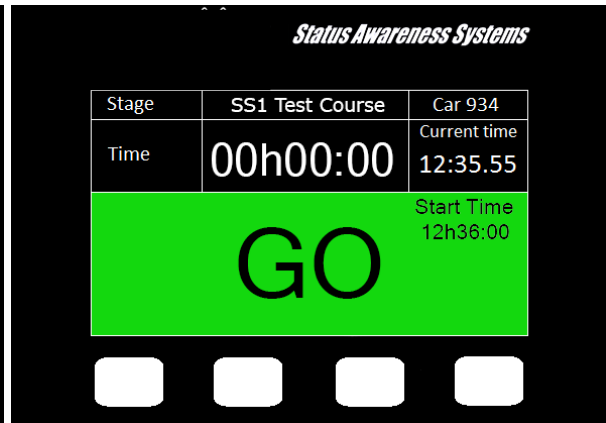 Status Awareness Systems
Stage SS1 Test Course Car 934
Time 00h00:00 Current time
12:35.55
Start Time
12h36:00
GO